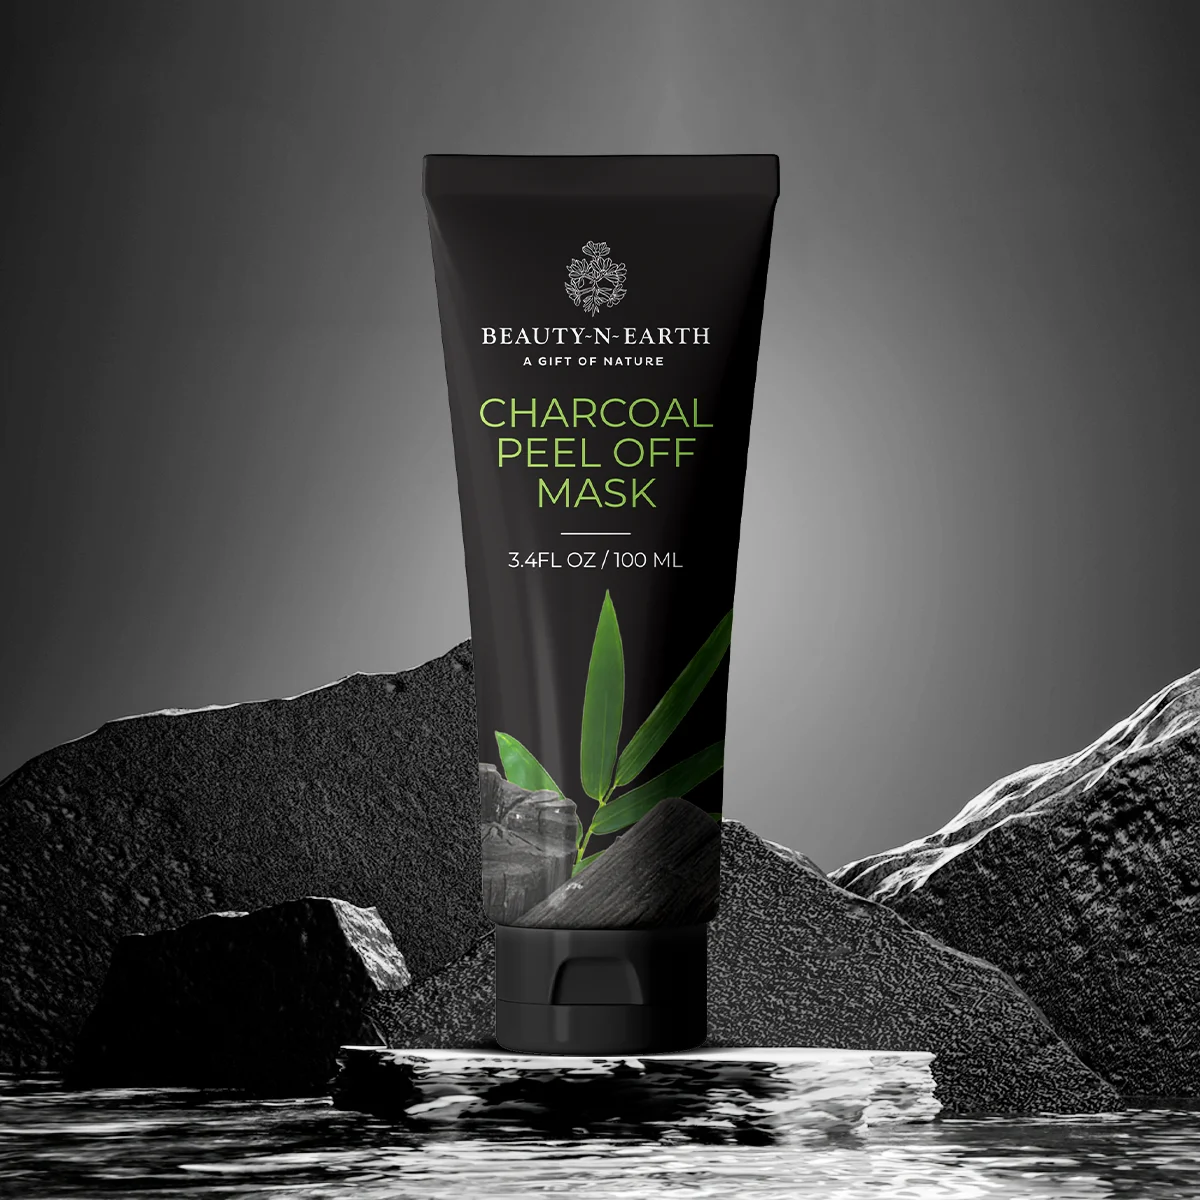 BEAUTY~N~EARTH
A GIFT OF NATURE
CHARCOAL
PEEL OFF
MASK
3.4FL OZ / 100 ML